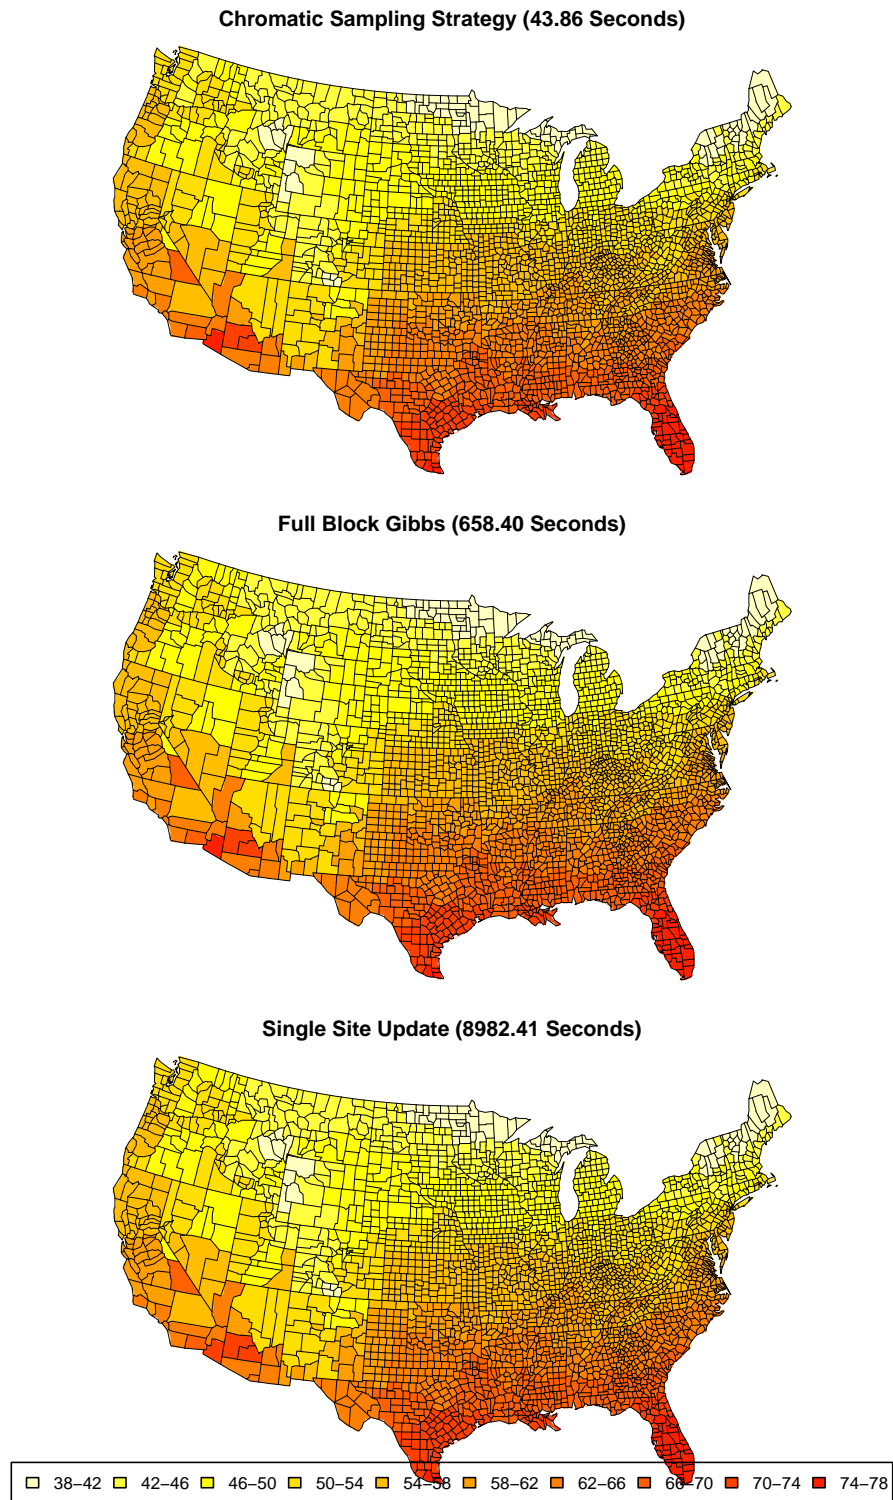 Chromatic Sampling Strategy (43.86 Seconds)
Full Block Gibbs (658.40 Seconds)
Single Site Update (8982.41 Seconds)
38–42 42–46 46–50 50–54 54–58 58–62 62–66 66–70 70–74 74–78